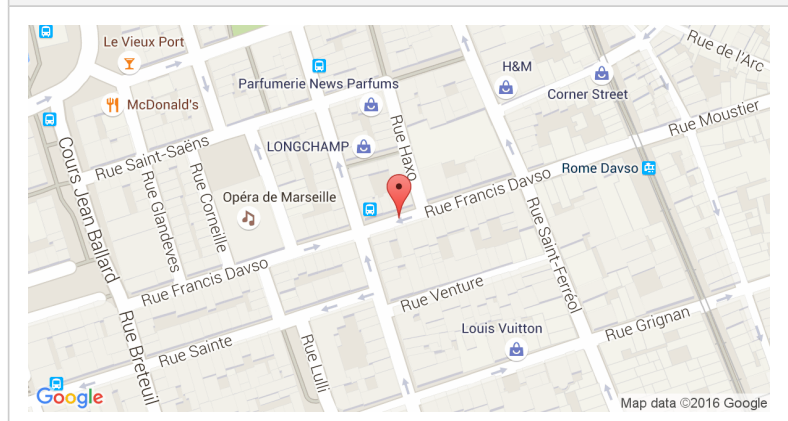 Le Vieux Port
McDonald's
Parfumerie News Parfums
H&M
Corner Street
Rue de l'Arc
Rue Moustier
Rue Saint-Saëns
LONGCHAMP
Rue Haxo
Rome Davso
Cours Jean Ballard
Rue Glandeves
Rue Corneille
Opéra de Marseille
Rue Francis Davso
Rue Saint-Ferréol
Rue Francis Davso
Rue Venture
Louis Vuitton
Rue Grignan
Rue Sainte
Rue Lulli
Rue Breteuil
Google
Map data ©2016 Google